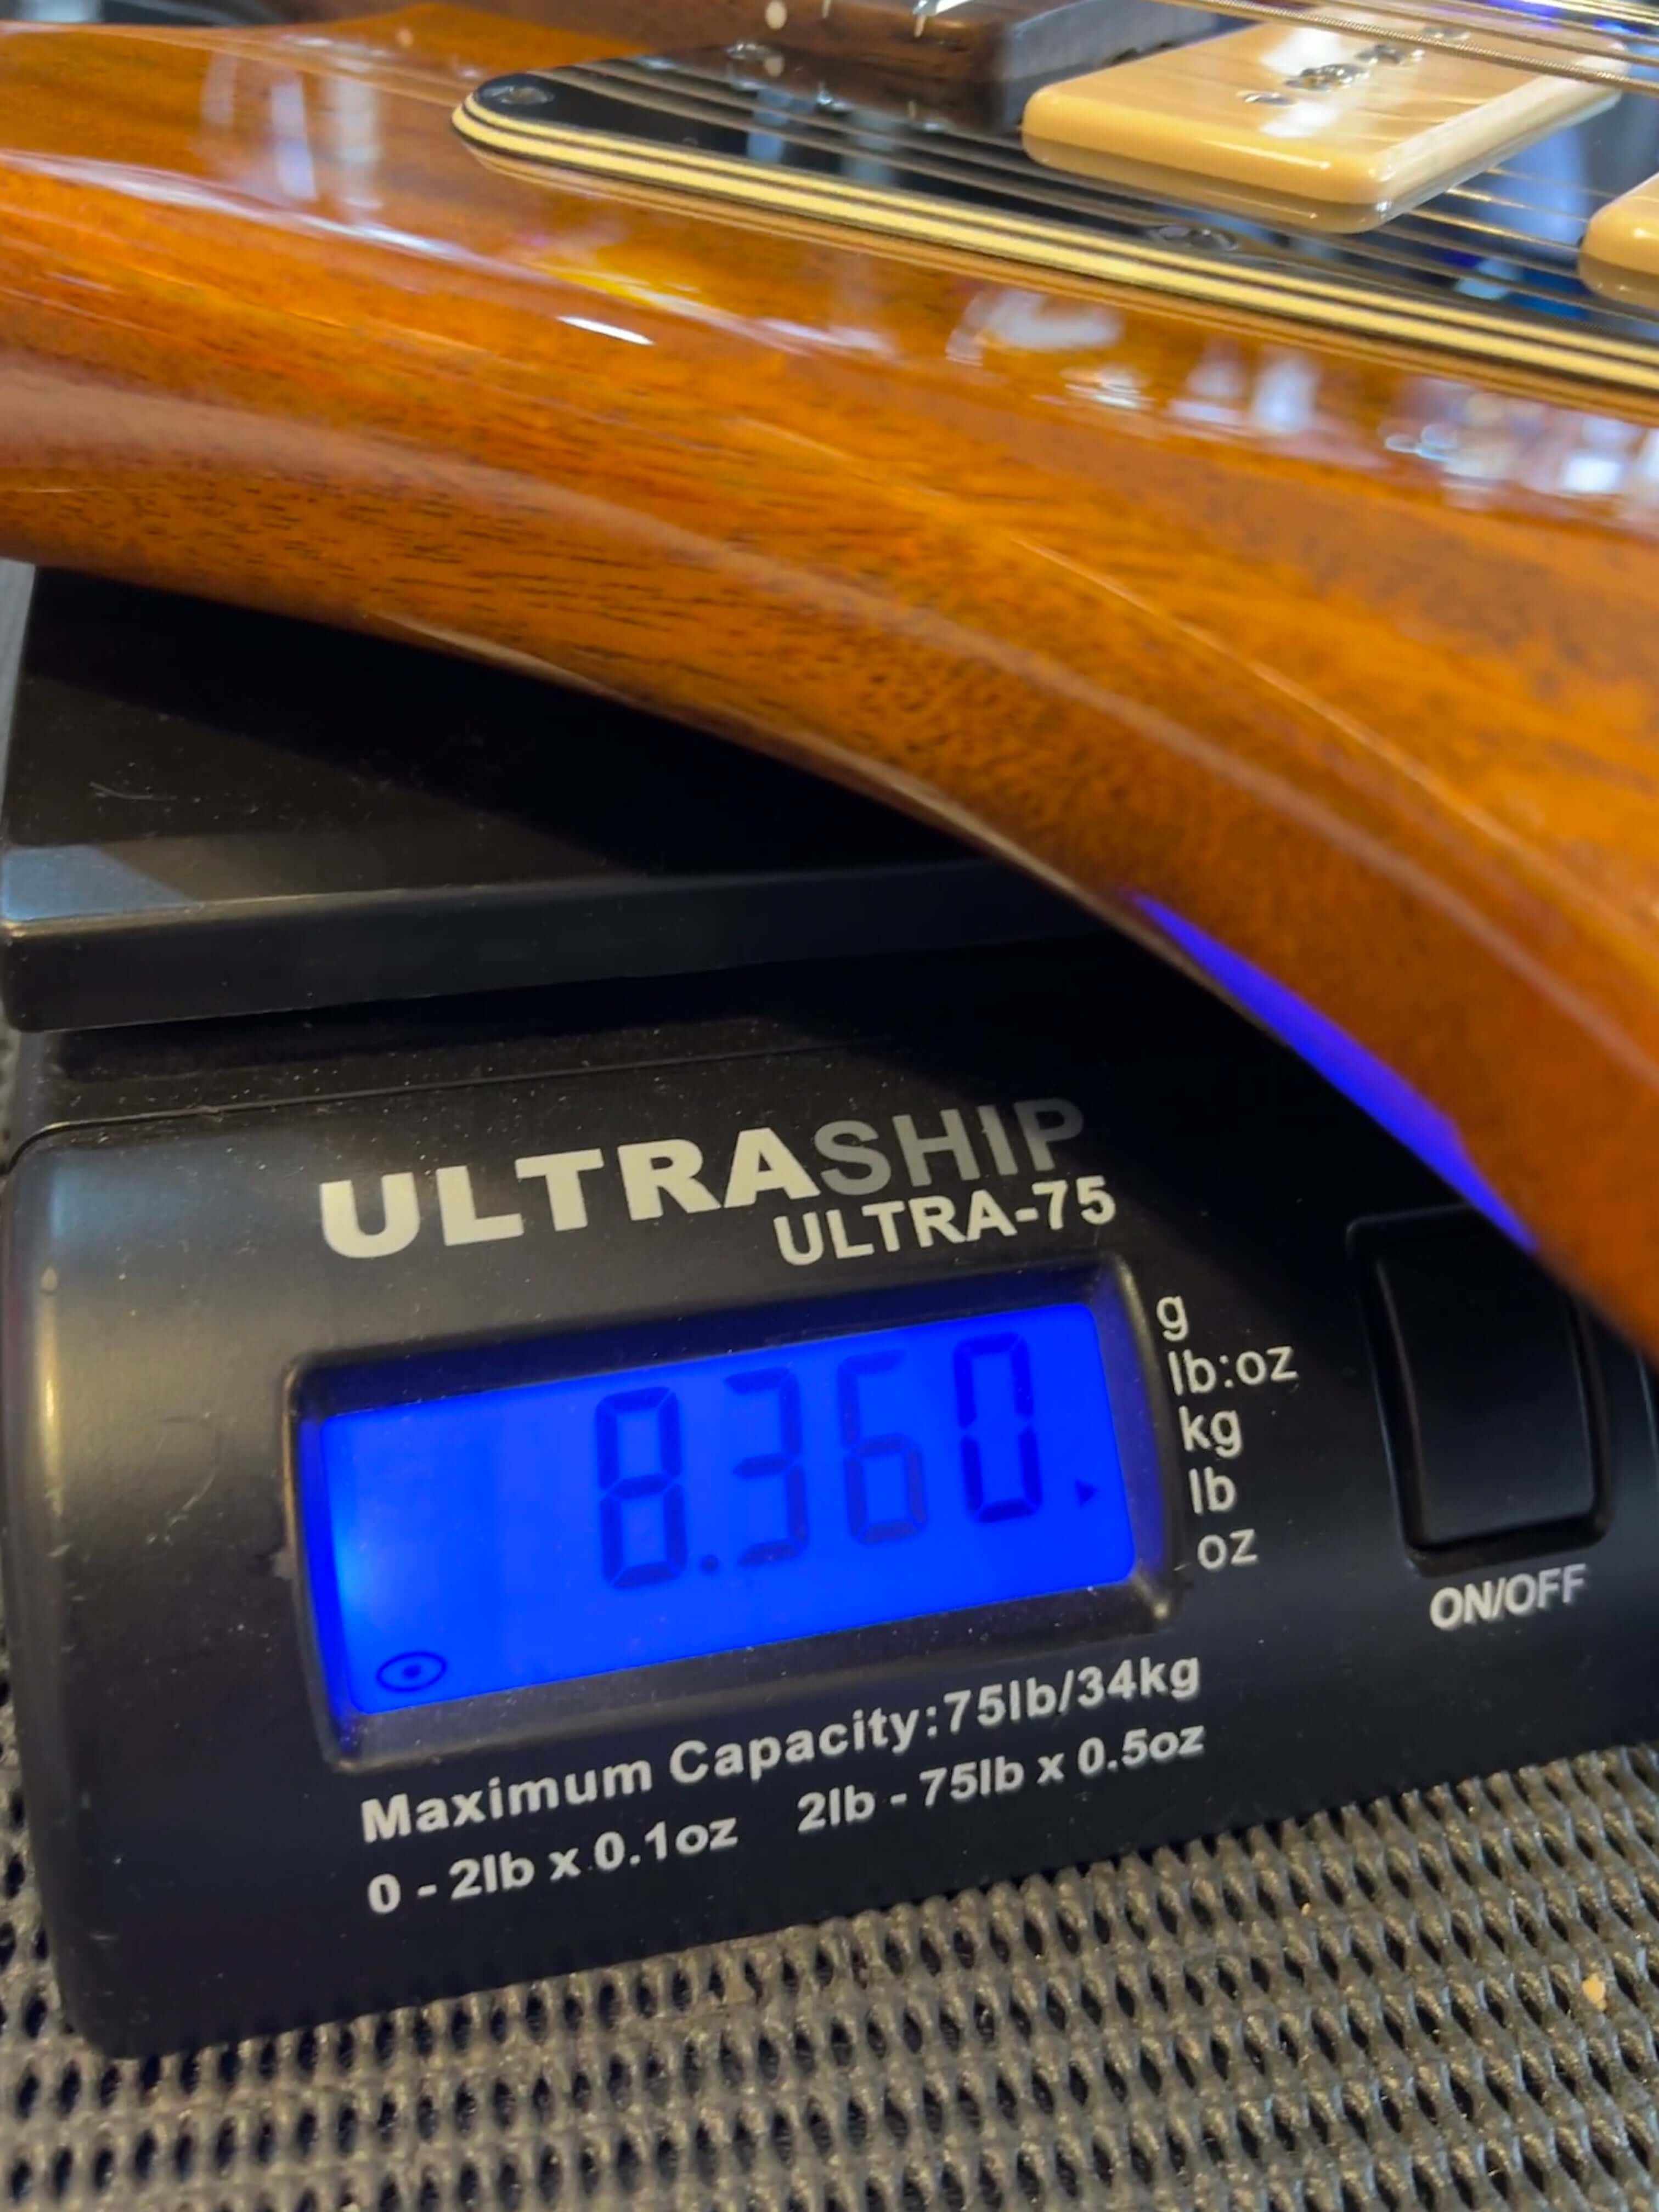 ULTRASHIP
ULTRA-75
8.360
g
lb:oz
kg
lb
oz
ON/OFF
Maximum Capacity:75lb/34kg
0 - 2lb x 0.1oz 2lb - 75lb x 0.5oz